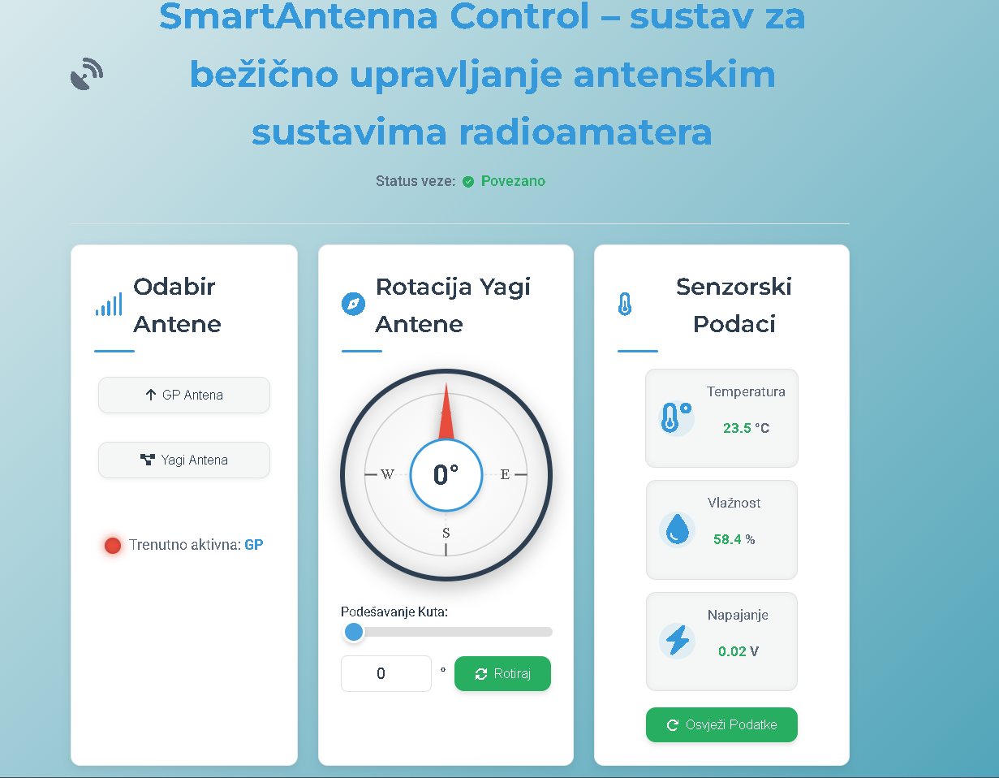 SmartAntenna Control – sustav za
bežično upravljanje antenskim
sustavima radioamatera
Status veze: Povezano
Odabir
Antene
GP Antena
Yagi Antena
Trenutno aktivna: GP
Rotacija Yagi
Antene
W
0°
E
S
Podešavanje Kuta:
0 °
Rotiraj
Senzorski
Podaci
Temperatura
23.5 °C
Vlažnost
58.4 %
Napajanje
0.02 V
Osvježi Podatke